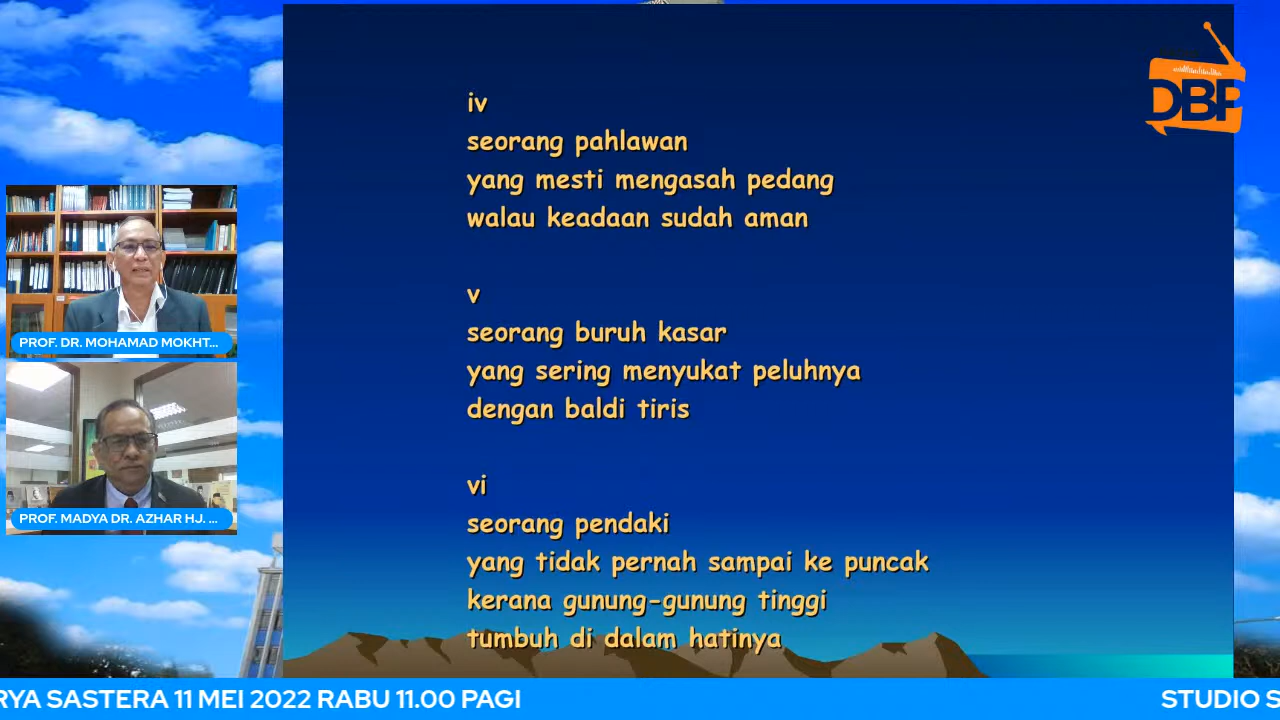 iv
seorang pahlawan
yang mesti mengasah pedang
walau keadaan sudah aman
v
seorang buruh kasar
yang sering menyukat peluhnya
dengan baldi tiris
vi
seorang pendaki
yang tidak pernah sampai ke puncak
kerana gunung-gunung tinggi
tumbuh di dalam hatinya
DBP
PROF. DR. MOHAMAD MOKHT...
PROF. MADYA DR. AZHAR HJ. ...
RYA SASTERA 11 MEI 2022 RABU 11.00 PAGI
STUDIO S